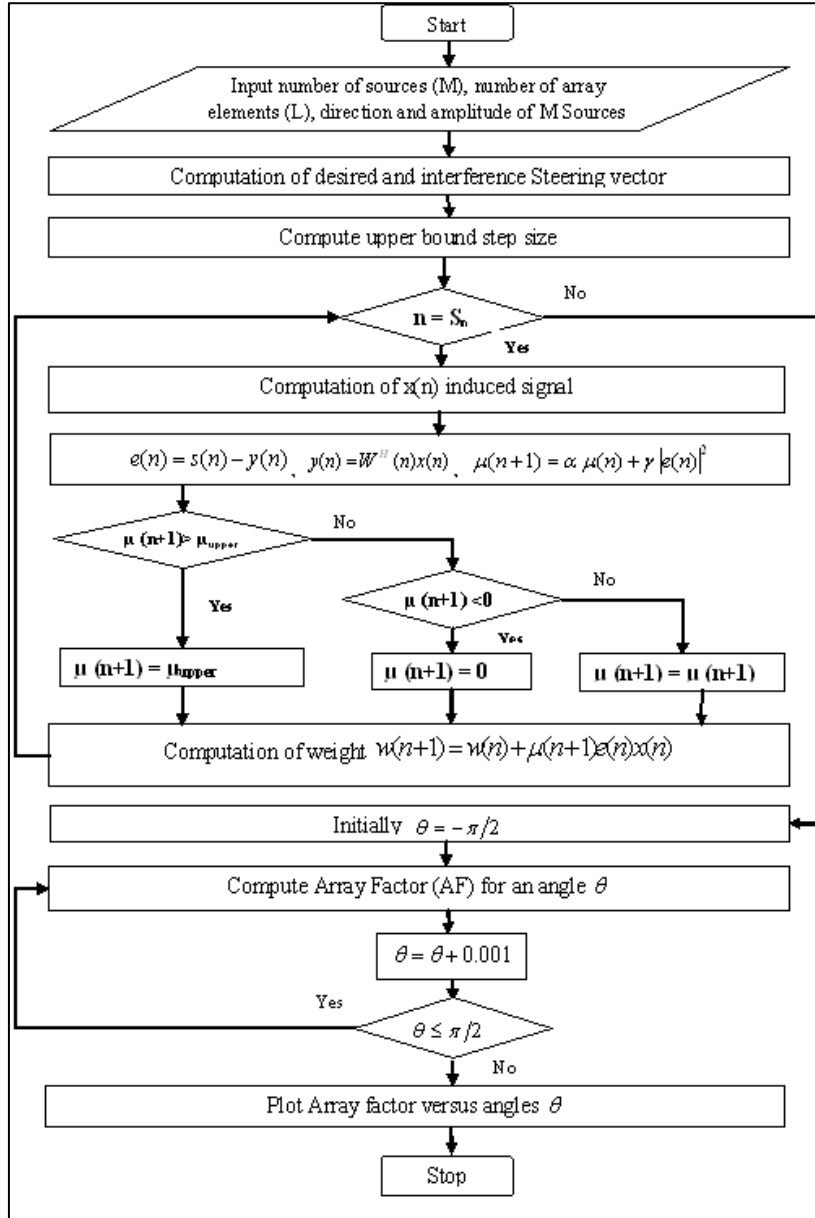 Start
Input number of sources (M), number of array
elements (L), direction and amplitude of M Sources
Computation of desired and interference Steering vector
Compute upper bound step size
No
n = Sₙ
Yes
Computation of x(n) induced signal
e(n) = s(n) − y(n), y(n) = Wᴴ(n)x(n), μ(n+1) = α μ(n) + γ |e(n)|²
No
μ (n+1)> μupper
No
μ (n+1) <0
Yes
Yes
μ (n+1) = μupper
μ (n+1) = 0
μ (n+1) = μ (n+1)
Computation of weight w(n+1) = w(n) + μ(n+1)e(n)x(n)
Initially θ = − π/2
Compute Array Factor (AF) for an angle θ
θ = θ + 0.001
Yes
θ ≤ π/2
No
Plot Array factor versus angles θ
Stop